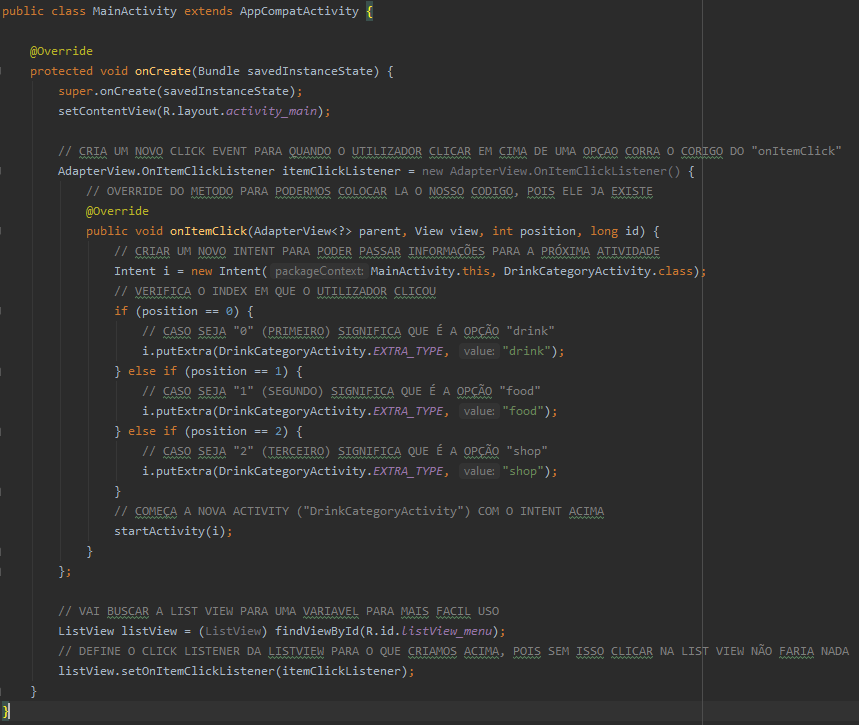 public class MainActivity extends AppCompatActivity {
@Override
protected void onCreate(Bundle savedInstanceState) {
super.onCreate(savedInstanceState);
setContentView(R.layout.activity_main);
// CRIA UM NOVO CLICK EVENT PARA QUANDO O UTILIZADOR CLICAR EM CIMA DE UMA OPÇAO CORRA O CORIGO DO "onItemClick"
AdapterView.OnItemClickListener itemClickListener = new AdapterView.OnItemClickListener() {
// OVERRIDE DO METODO PARA PODERMOS COLOCAR LA O NOSSO CODIGO, POIS ELE JA EXISTE
@Override
public void onItemClick(AdapterView<?> parent, View view, int position, long id) {
// CRIAR UM NOVO INTENT PARA PODER PASSAR INFORMAÇÕES PARA A PRÓXIMA ATIVIDADE
Intent i = new Intent( packageContext: MainActivity.this, DrinkCategoryActivity.class);
// VERIFICA O INDEX EM QUE O UTILIZADOR CLICOU
if (position == 0) {
// CASO SEJA "0" (PRIMEIRO) SIGNIFICA QUE É A OPÇÃO "drink"
i.putExtra(DrinkCategoryActivity.EXTRA_TYPE, value: "drink");
} else if (position == 1) {
// CASO SEJA "1" (SEGUNDO) SIGNIFICA QUE É A OPÇÃO "food"
i.putExtra(DrinkCategoryActivity.EXTRA_TYPE, value: "food");
} else if (position == 2) {
// CASO SEJA "2" (TERCEIRO) SIGNIFICA QUE É A OPÇÃO "shop"
i.putExtra(DrinkCategoryActivity.EXTRA_TYPE, value: "shop");
}
// COMEÇA A NOVA ACTIVITY ("DrinkCategoryActivity") COM O INTENT ACIMA
startActivity(i);
}
};
// VAI BUSCAR A LIST VIEW PARA UMA VARIAVEL PARA MAIS FACIL USO
ListView listView = (ListView) findViewById(R.id.listView_menu);
// DEFINE O CLICK LISTENER DA LISTVIEW PARA O QUE CRIAMOS ACIMA, POIS SEM ISSO CLICAR NA LIST VIEW NÃO FARIA NADA
listView.setOnItemClickListener(itemClickListener);
}
}